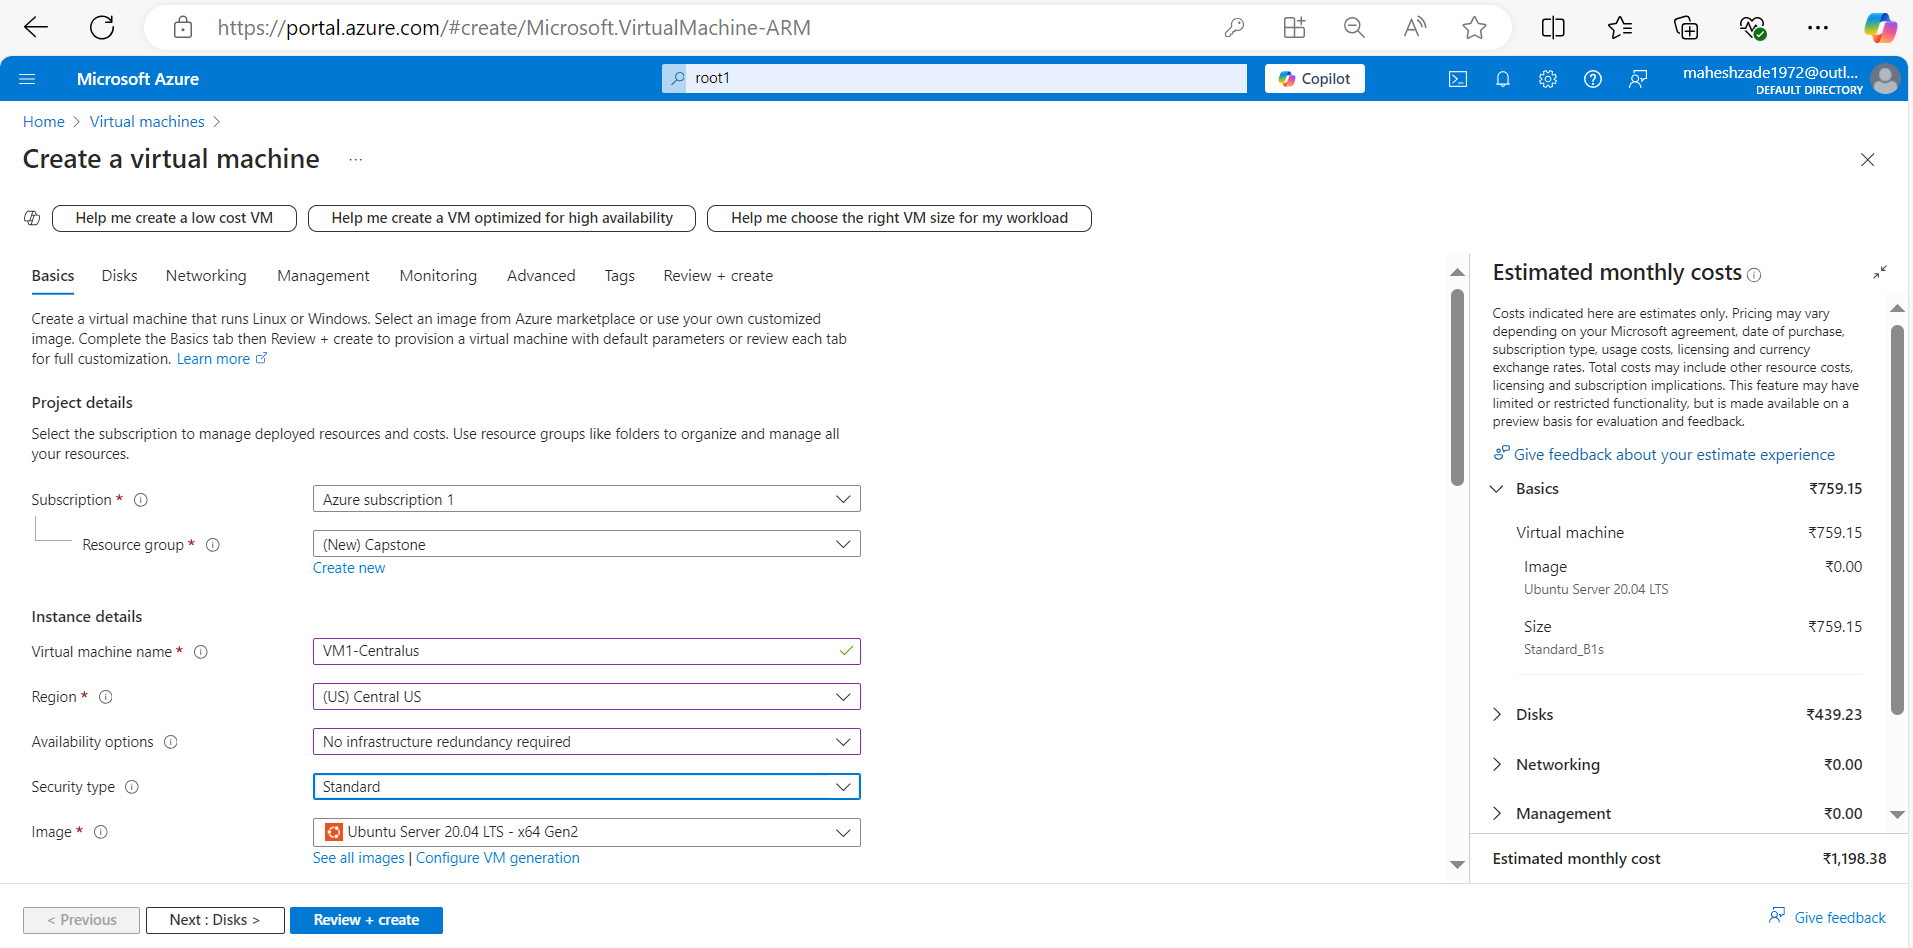 https://portal.azure.com/#create/Microsoft.VirtualMachine-ARM
Microsoft Azure
root1
Copilot
maheshzade1972@outl...
DEFAULT DIRECTORY
Home > Virtual machines >
Create a virtual machine ...
Help me create a low cost VM
Help me create a VM optimized for high availability
Help me choose the right VM size for my workload
Basics Disks Networking Management Monitoring Advanced Tags Review + create
Create a virtual machine that runs Linux or Windows. Select an image from Azure marketplace or use your own customized
image. Complete the Basics tab then Review + create to provision a virtual machine with default parameters or review each tab
for full customization. Learn more
Project details
Select the subscription to manage deployed resources and costs. Use resource groups like folders to organize and manage all
your resources.
Subscription *
Azure subscription 1
Resource group *
(New) Capstone
Create new
Instance details
Virtual machine name *
VM1-Centralus
Region *
(US) Central US
Availability options
No infrastructure redundancy required
Security type
Standard
Image *
Ubuntu Server 20.04 LTS - x64 Gen2
See all images | Configure VM generation
< Previous
Next : Disks >
Review + create
Estimated monthly costs
Costs indicated here are estimates only. Pricing may vary
depending on your Microsoft agreement, date of purchase,
subscription type, usage costs, licensing and currency
exchange rates. Total costs may include other resource costs,
licensing and subscription implications. This feature may have
limited or restricted functionality, but is made available on a
preview basis for evaluation and feedback.
Give feedback about your estimate experience
Basics ₹759.15
Virtual machine ₹759.15
Image ₹0.00
Ubuntu Server 20.04 LTS
Size ₹759.15
Standard_B1s
Disks ₹439.23
Networking ₹0.00
Management ₹0.00
Estimated monthly cost ₹1,198.38
Give feedback